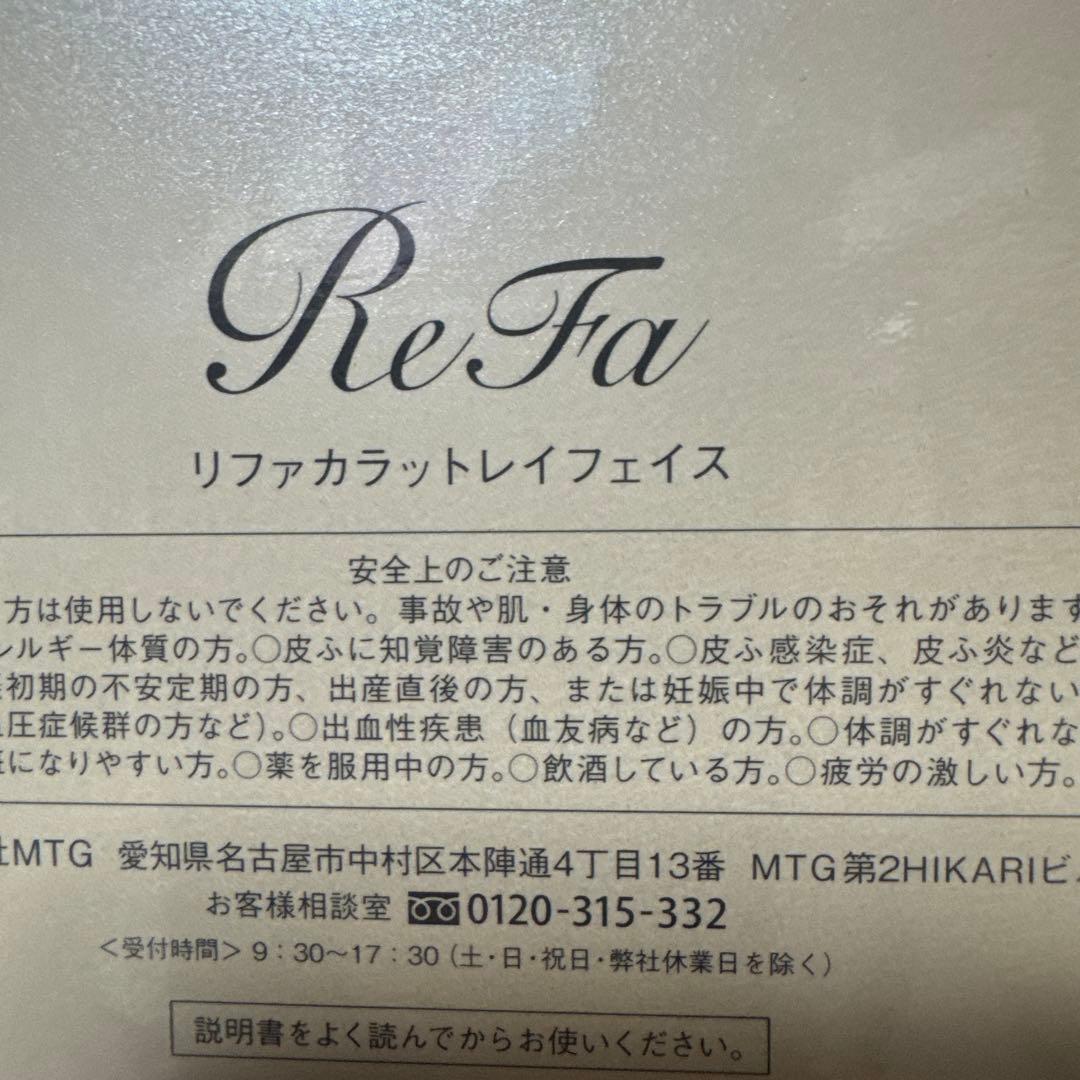 ReFa
リファカラットレイフェイス
安全上のご注意
方は使用しないでください。事故や肌・身体のトラブルのおそれがあります
レルギー体質の方。○皮ふに知覚障害のある方。○皮ふ感染症、皮ふ炎など
初期の不安定期の方、出産直後の方、または妊娠中で体調がすぐれない
圧症候群の方など)。○出血性疾患（血友病など）の方。○体調がすぐれな
になりやすい方。○薬を服用中の方。○飲酒している方。○疲労の激しい方。
MTG 愛知県名古屋市中村区本陣通4丁目13番 MTG第2HIKARIビ
お客様相談室 0120-315-332
＜受付時間＞9：30～17：30（土・日・祝日・弊社休業日を除く）
説明書をよく読んでからお使いください。